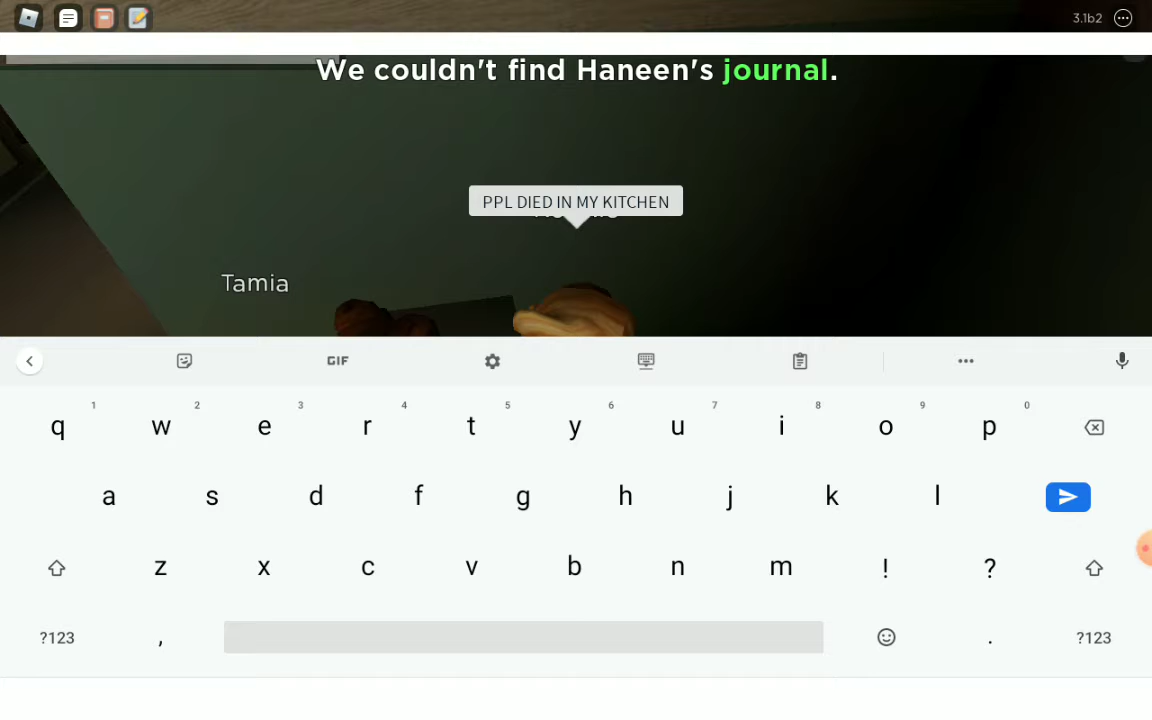 3.1b2
We couldn't find Haneen's journal.
PPL DIED IN MY KITCHEN
Tamia
GIF
1 2 3 4 5 6 7 8 9 0
q w e r t y u i o p
a s d f g h j k l
z x c v b n m ! ?
?123 , . ?123